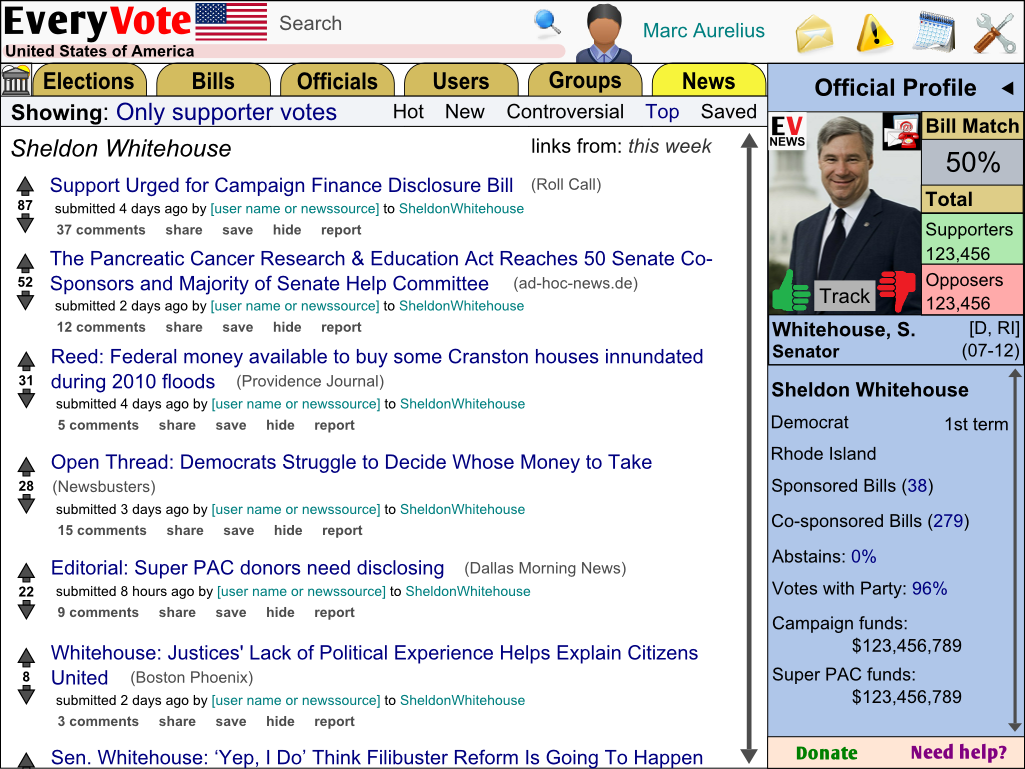 EveryVote
United States of America
Search
Marc Aurelius
Elections
Bills
Officials
Users
Groups
News
Official Profile ◄
Showing: Only supporter votes
Hot New Controversial Top Saved
Sheldon Whitehouse
links from: this week
87
Support Urged for Campaign Finance Disclosure Bill (Roll Call)
submitted 4 days ago by [user name or newssource] to SheldonWhitehouse
37 comments share save hide report
52
The Pancreatic Cancer Research & Education Act Reaches 50 Senate Co-
Sponsors and Majority of Senate Help Committee (ad-hoc-news.de)
submitted 2 days ago by [user name or newssource] to SheldonWhitehouse
12 comments share save hide report
31
Reed: Federal money available to buy some Cranston houses innundated
during 2010 floods (Providence Journal)
submitted 4 days ago by [user name or newssource] to SheldonWhitehouse
5 comments share save hide report
28
Open Thread: Democrats Struggle to Decide Whose Money to Take
(Newsbusters)
submitted 3 days ago by [user name or newssource] to SheldonWhitehouse
15 comments share save hide report
22
Editorial: Super PAC donors need disclosing (Dallas Morning News)
submitted 8 hours ago by [user name or newssource] to SheldonWhitehouse
9 comments share save hide report
8
Whitehouse: Justices' Lack of Political Experience Helps Explain Citizens
United (Boston Phoenix)
submitted 2 days ago by [user name or newssource] to SheldonWhitehouse
3 comments share save hide report
Sen. Whitehouse: ‘Yep, I Do’ Think Filibuster Reform Is Going To Happen
EV
NEWS
Bill Match
50%
Total
Supporters
123,456
Opposers
123,456
Track
Whitehouse, S. [D, RI]
Senator (07-12)
Sheldon Whitehouse
Democrat 1st term
Rhode Island
Sponsored Bills (38)
Co-sponsored Bills (279)
Abstains: 0%
Votes with Party: 96%
Campaign funds:
$123,456,789
Super PAC funds:
$123,456,789
Donate Need help?